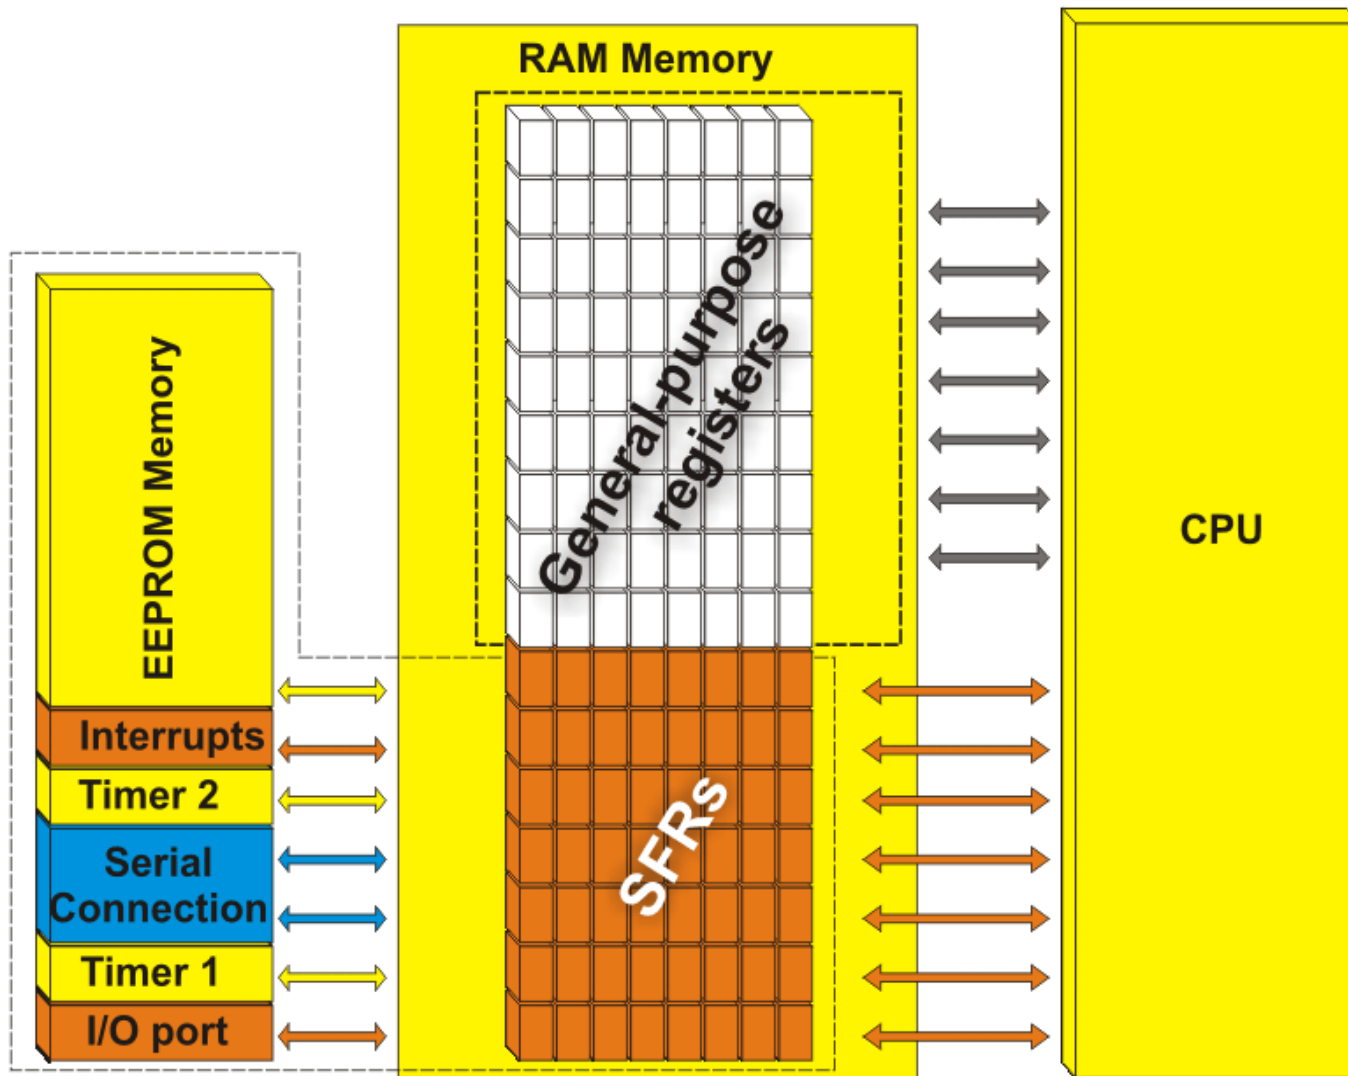 RAM Memory
General-purpose
registers
CPU
EEPROM Memory
Interrupts
Timer 2
Serial
Connection
Timer 1
I/O port
SFRs